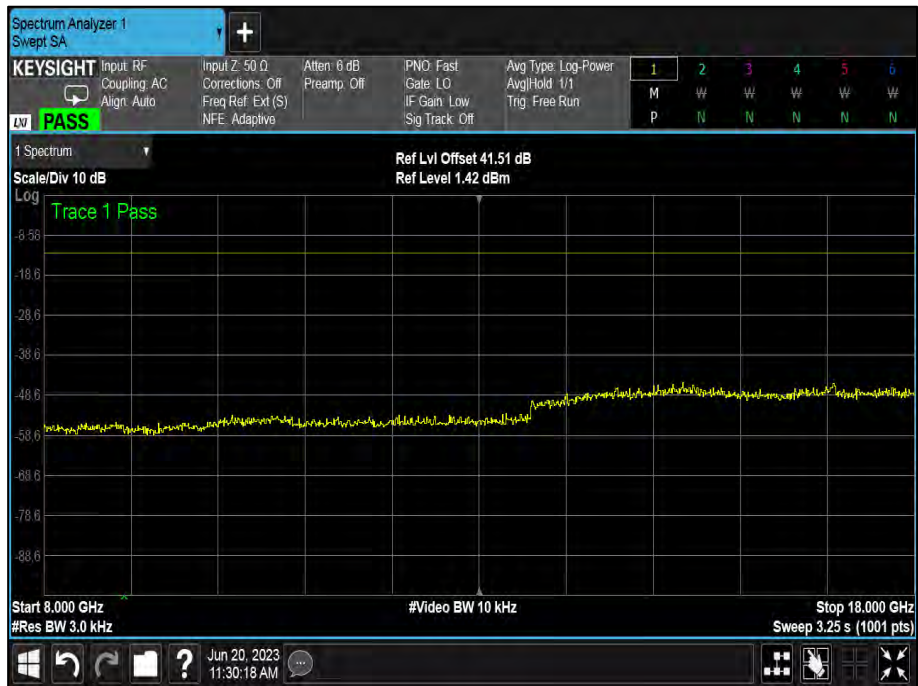 Spectrum Analyzer 1
Swept SA
+
KEYSIGHT
Input: RF
Coupling: AC
Align: Auto
Input Z: 50 Ω
Corrections: Off
Freq Ref: Ext (S)
NFE: Adaptive
Atten: 6 dB
Preamp: Off
PNO: Fast
Gate: LO
IF Gain: Low
Sig Track: Off
Avg Type: Log-Power
Avg|Hold: 1/1
Trig: Free Run
1 2 3 4 5 6
M W W W W W
P N N N N N
LXI PASS
1 Spectrum
Scale/Div 10 dB
Ref Lvl Offset 41.51 dB
Ref Level 1.42 dBm
Log
Trace 1 Pass
-8.58
-18.6
-28.6
-38.6
-48.6
-58.6
-68.6
-78.6
-88.6
Start 8.000 GHz
#Res BW 3.0 kHz
#Video BW 10 kHz
Stop 18.000 GHz
Sweep 3.25 s (1001 pts)
?
Jun 20, 2023
11:30:18 AM